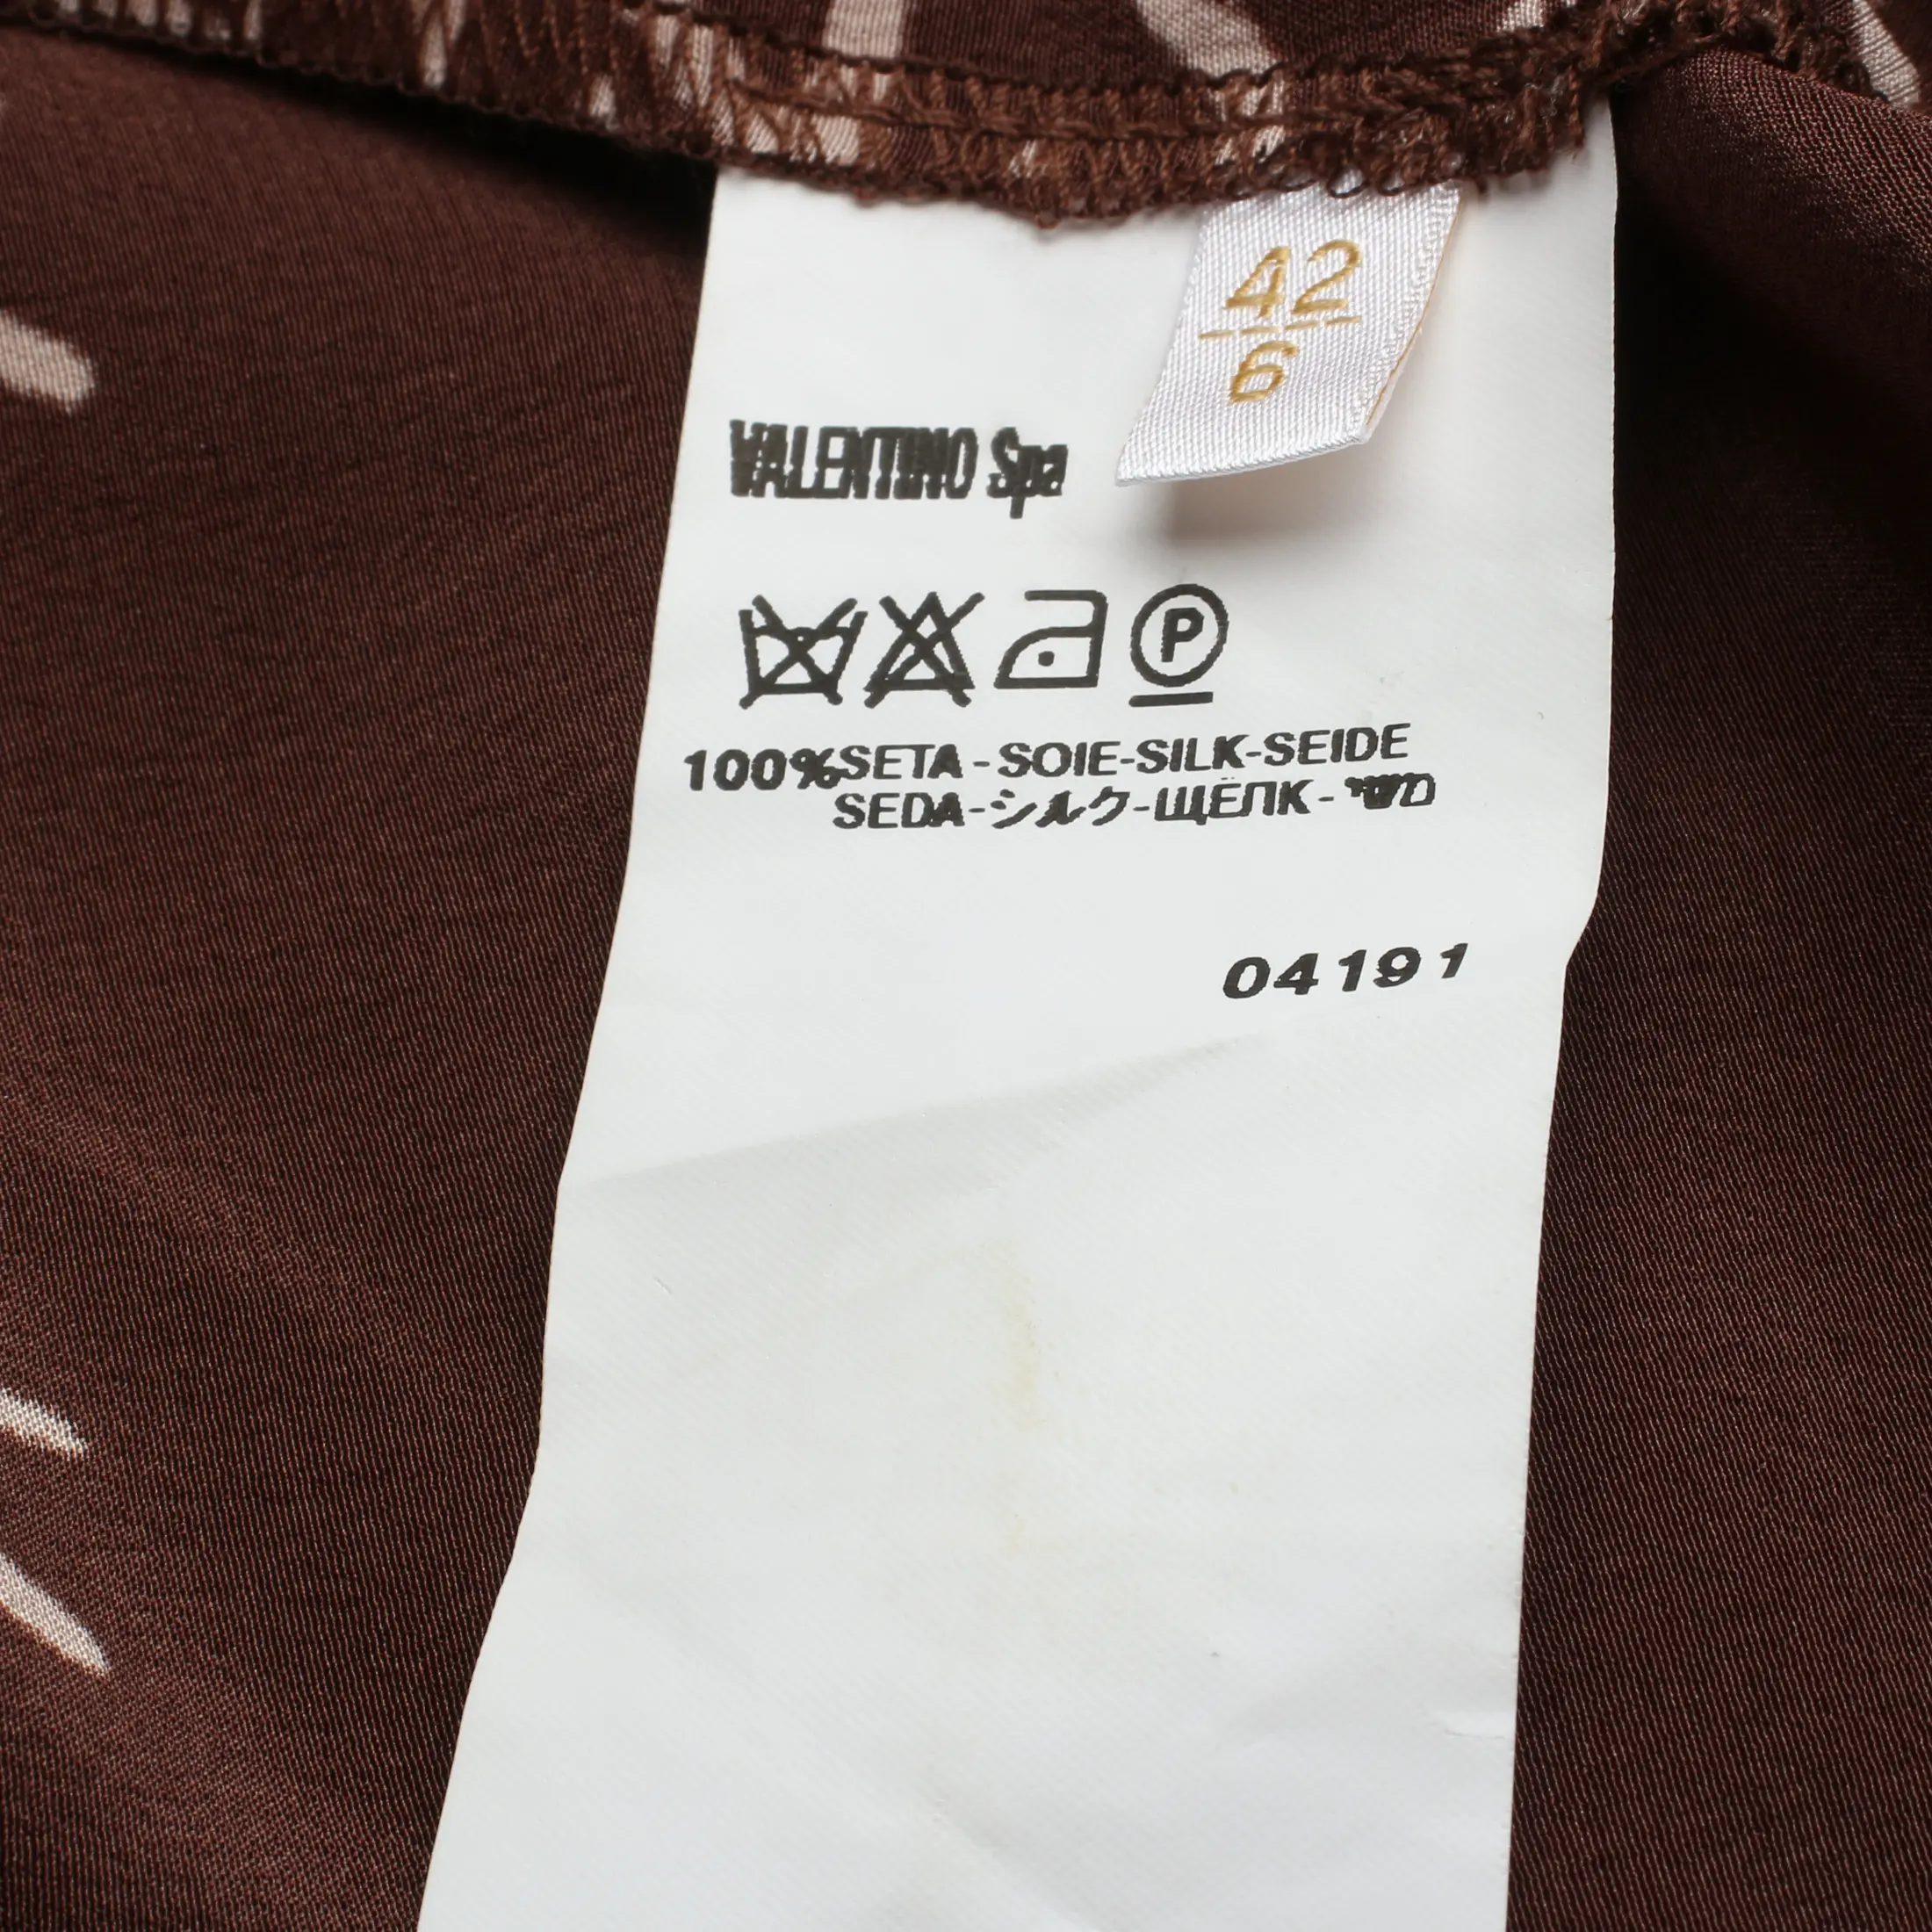 42
6
VALENTINO Spa
P
100%SETA-SOIE-SILK-SEIDE
SEDA-シルク-ЩЁЛК-
04191